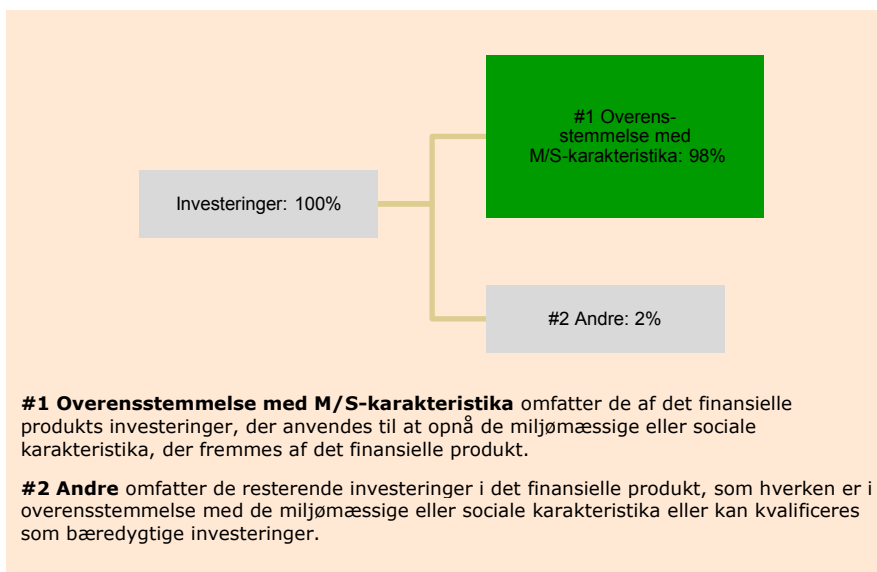 #1 Overens-
stemmelse med
M/S-karakteristika: 98%
Investeringer: 100%
#2 Andre: 2%
#1 Overensstemmelse med M/S-karakteristika omfatter de af det finansielle
produkts investeringer, der anvendes til at opnå de miljømæssige eller sociale
karakteristika, der fremmes af det finansielle produkt.
#2 Andre omfatter de resterende investeringer i det finansielle produkt, som hverken er i
overensstemmelse med de miljømæssige eller sociale karakteristika eller kan kvalificeres
som bæredygtige investeringer.